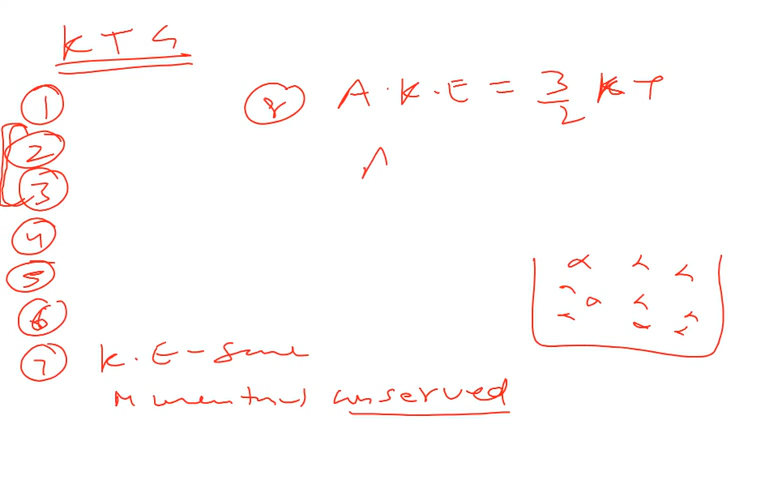 KTG
① 
⑧ A.K.E = 3/2 KT
②
A
③
④
⑤
⑥
⑦ K.E - Same
Momentum conserved